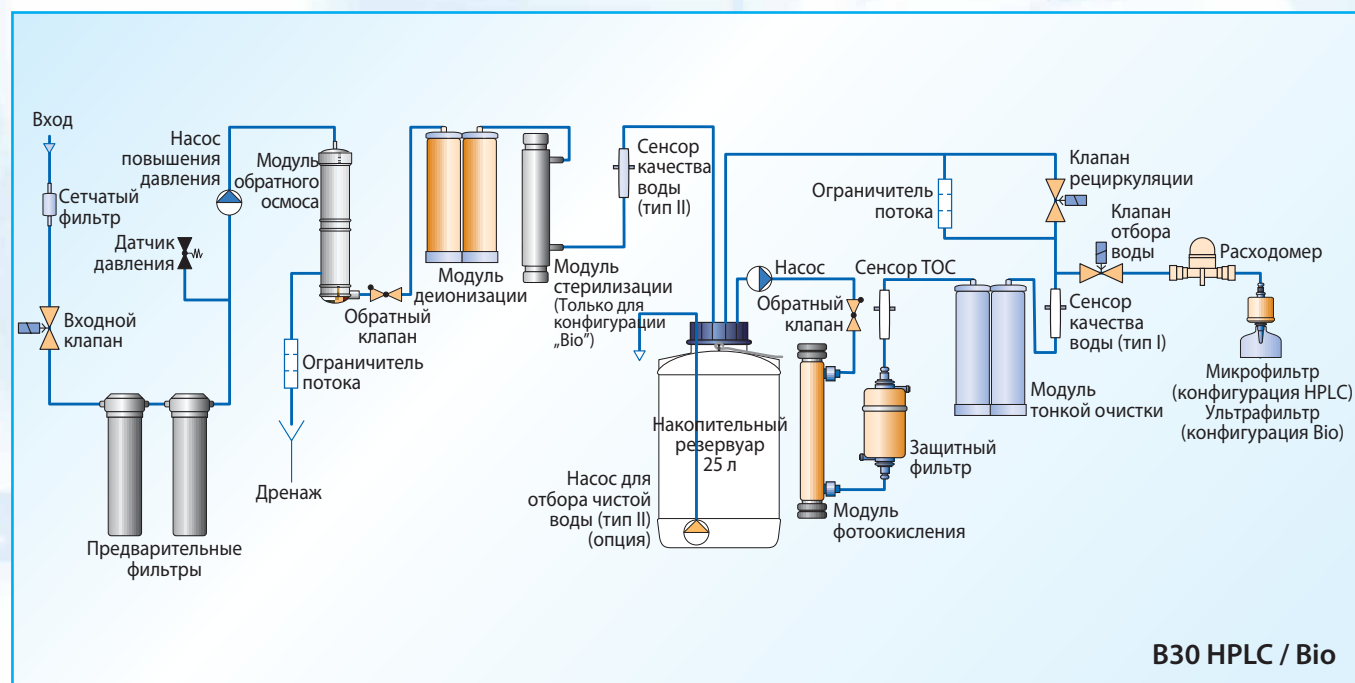 Вход
Сетчатый
фильтр
Насос
повышения
давления
Датчик
давления
Входной
клапан
Предварительные
фильтры
Модуль
обратного
осмоса
Обратный
клапан
Ограничитель
потока
Дренаж
Модуль
деионизации
Модуль
стерилизации
(Только для
конфигурации
„Bio”)
Сенсор
качества
воды
(тип II)
Накопительный
резервуар
25 л
Насос для
отбора чистой
воды (тип II)
(опция)
Насос
Обратный
клапан
Модуль
фотоокисления
Сенсор ТОС
Защитный
фильтр
Модуль
тонкой очистки
Ограничитель
потока
Клапан
рециркуляции
Клапан
отбора
воды
Сенсор
качества
воды (тип I)
Расходомер
Микрофильтр
(конфигурация HPLC)
Ультрафильтр
(конфигурация Bio)
B30 HPLC / Bio